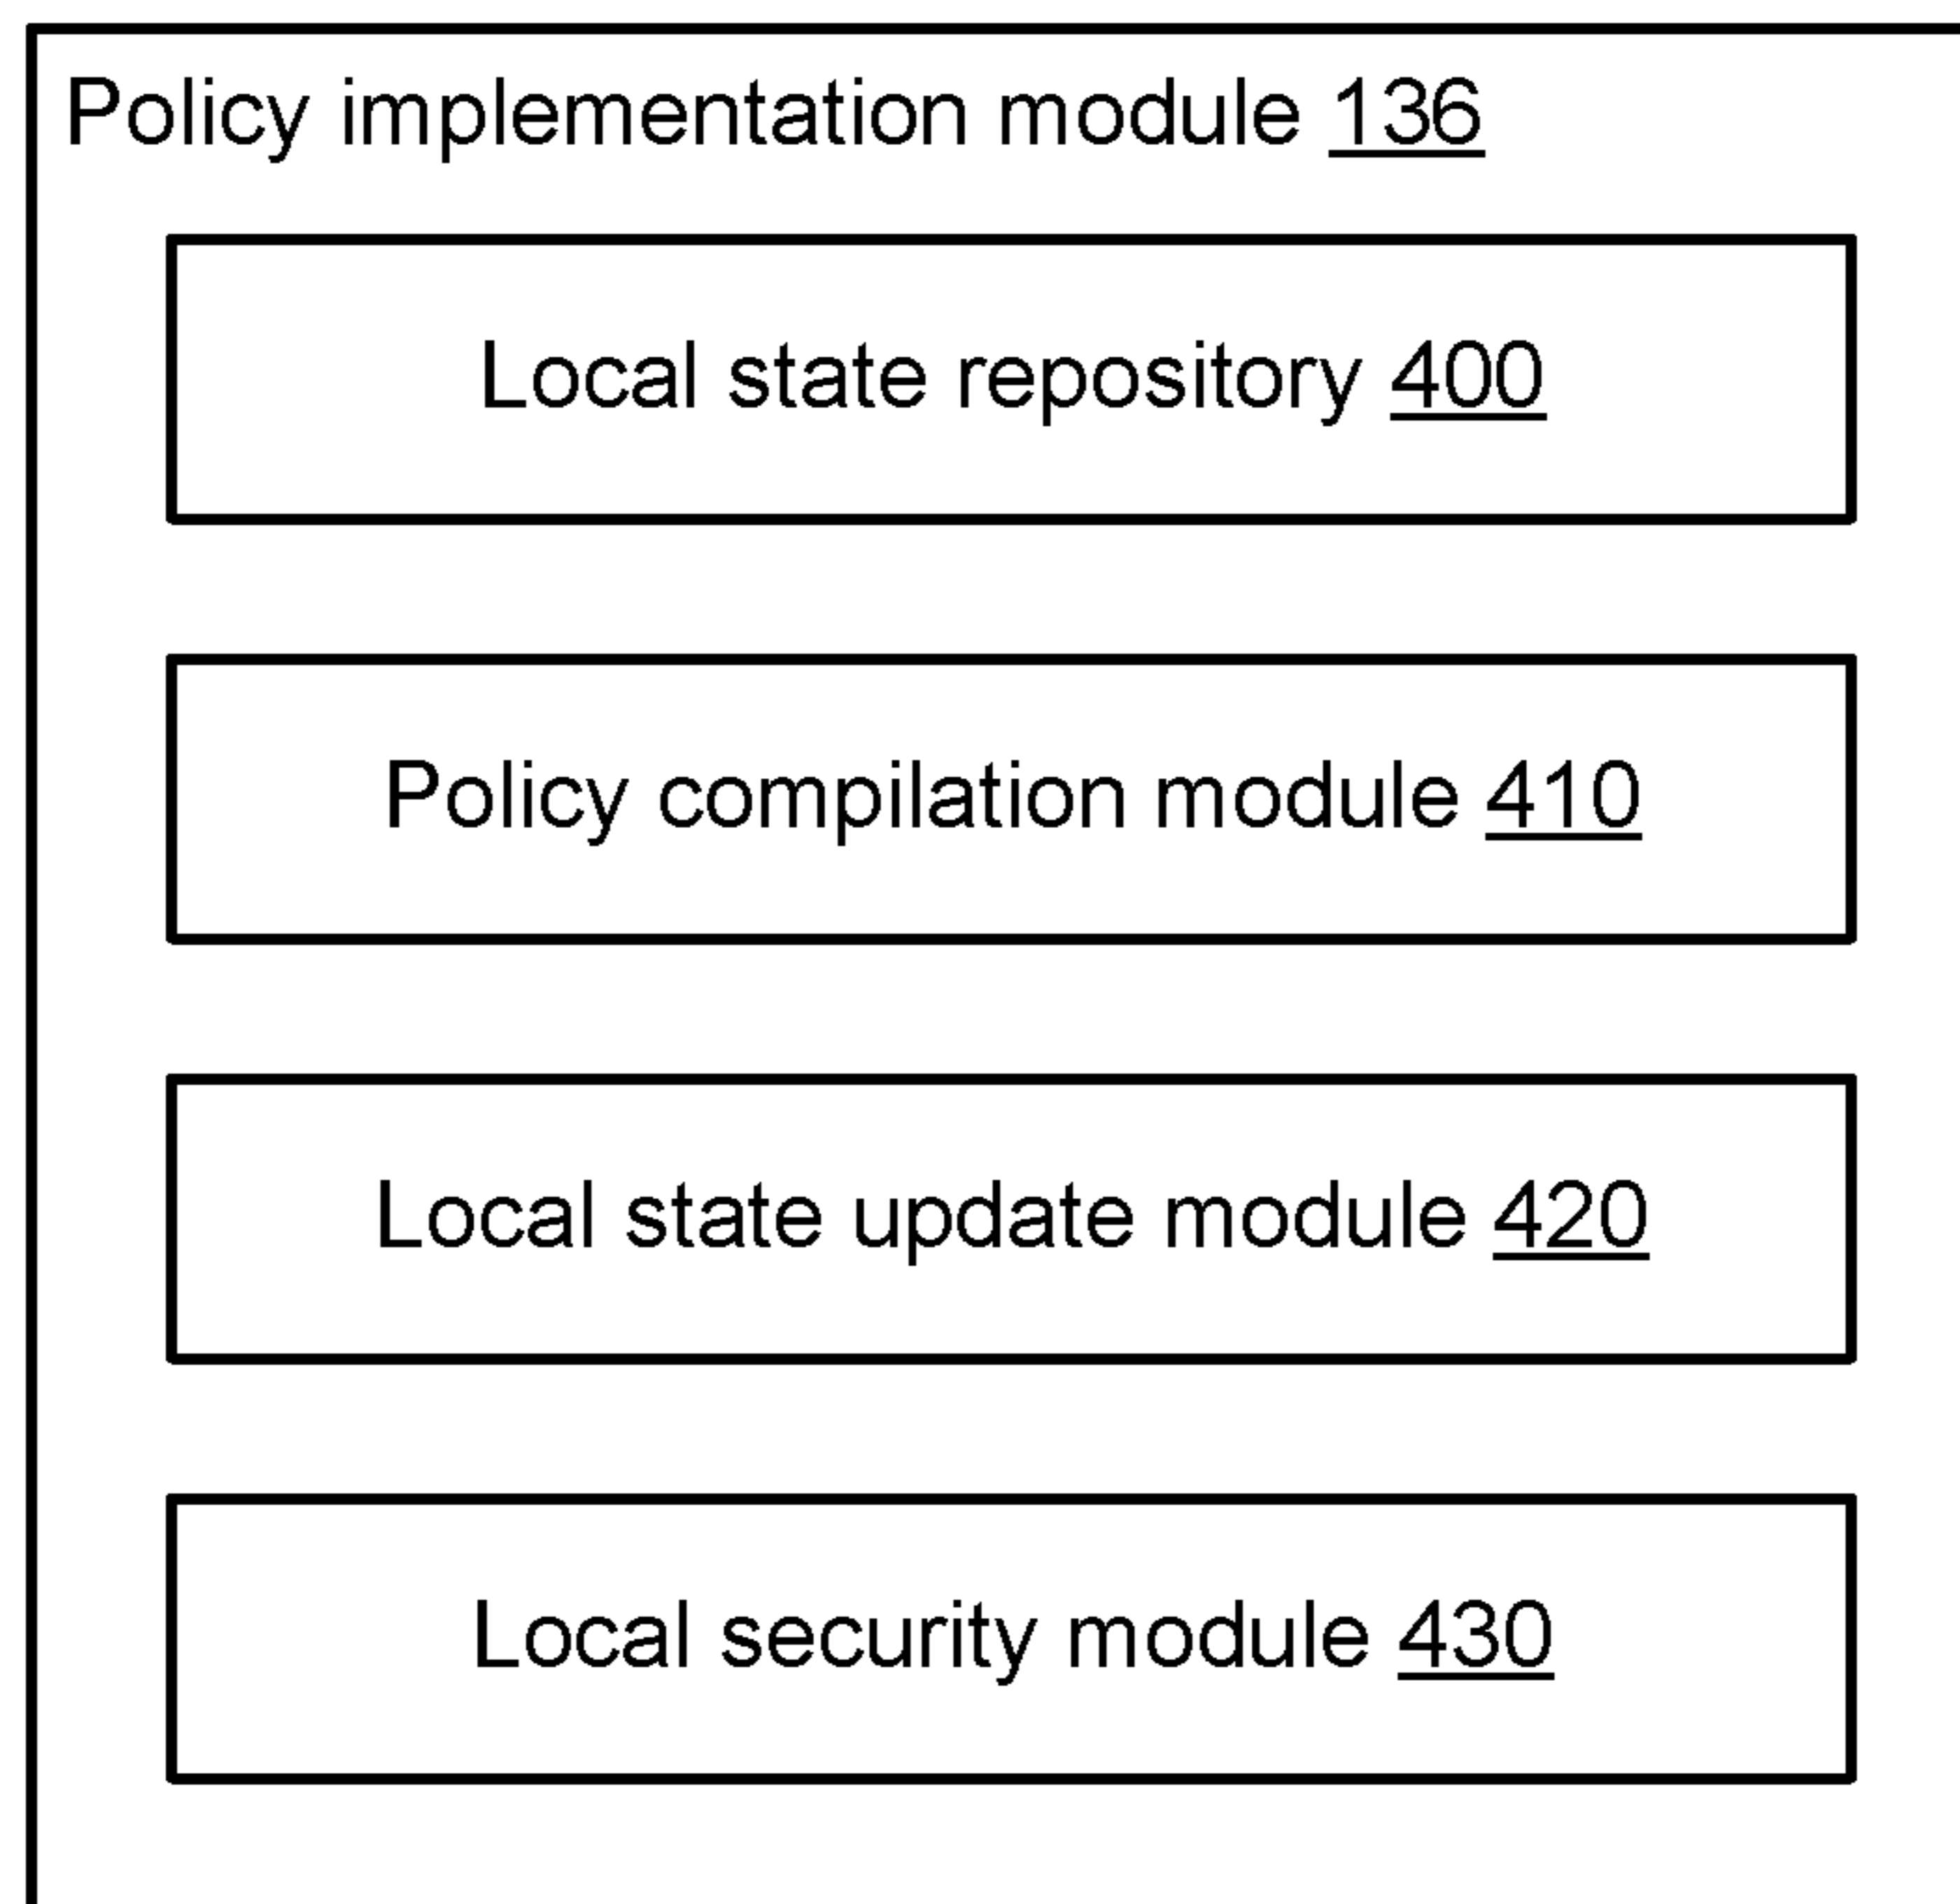 Policy implementation module 136
Local state repository 400
Policy compilation module 410
Local state update module 420
Local security module 430